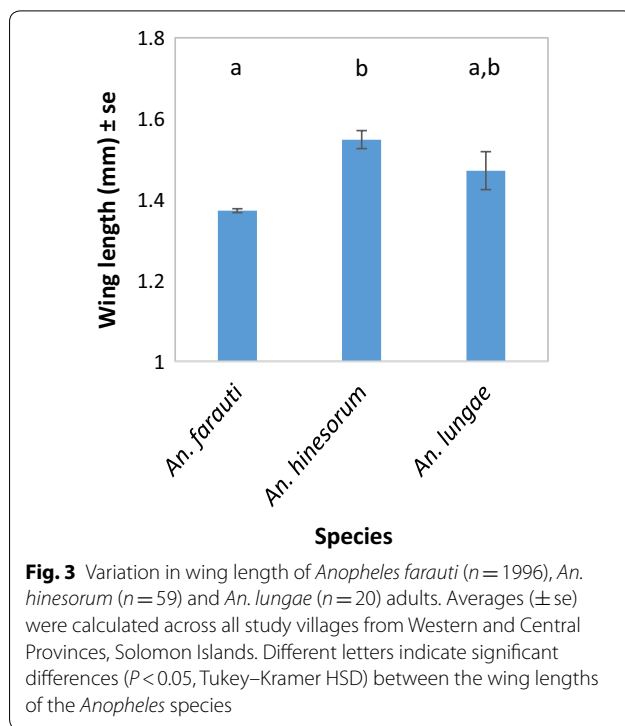 1.8
a b a,b
1.6
1.4
1.2
1
Wing length (mm) ± se
An. farauti
An. hinesorum
An. lungae
Species
Fig. 3 Variation in wing length of Anopheles farauti (n = 1996), An.
hinesorum (n = 59) and An. lungae (n = 20) adults. Averages (± se)
were calculated across all study villages from Western and Central
Provinces, Solomon Islands. Different letters indicate significant
differences (P < 0.05, Tukey–Kramer HSD) between the wing lengths
of the Anopheles species